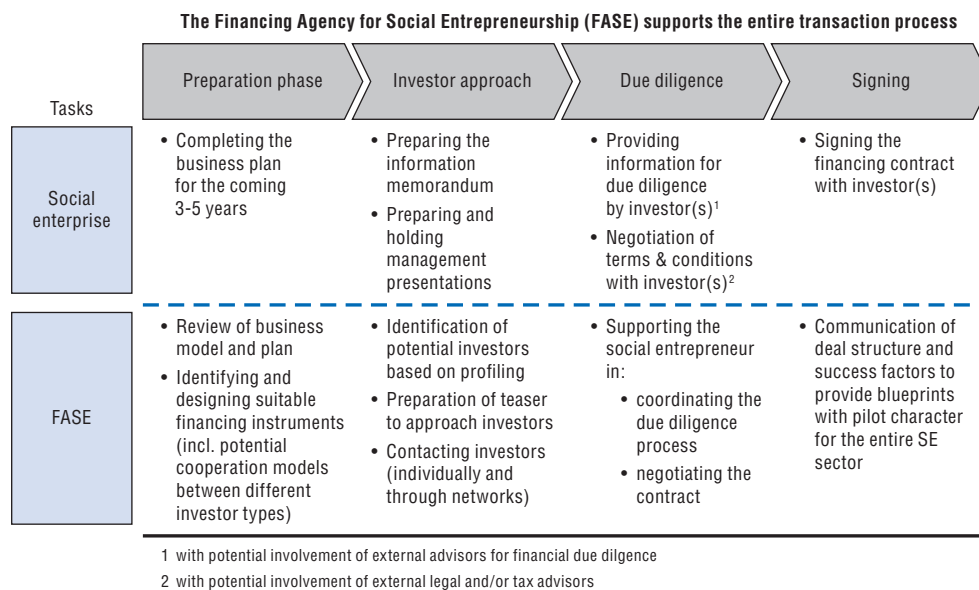 The Financing Agency for Social Entrepreneurship (FASE) supports the entire transaction process
Preparation phase
Investor approach
Due diligence
Signing
Tasks
Social
enterprise
• Completing the
business plan
for the coming
3-5 years
• Preparing the
information
memorandum
• Preparing and
holding
management
presentations
• Providing
information for
due diligence
by investor(s)1
• Negotiation of
terms & conditions
with investor(s)2
• Signing the
financing contract
with investor(s)
FASE
• Review of business
model and plan
• Identifying and
designing suitable
financing instruments
(incl. potential
cooperation models
between different
investor types)
• Identification of
potential investors
based on profiling
• Preparation of teaser
to approach investors
• Contacting investors
(individually and
through networks)
• Supporting the
social entrepreneur
in:
• coordinating the
due diligence
process
• negotiating the
contract
• Communication of
deal structure and
success factors to
provide blueprints
with pilot character
for the entire SE
sector
1 with potential involvement of external advisors for financial due dilgence
2 with potential involvement of external legal and/or tax advisors